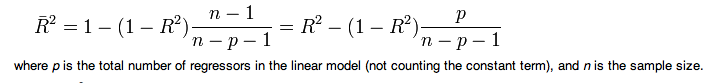 R̄² = 1 − (1 − R²) (n − 1)/(n − p − 1) = R² − (1 − R²) p/(n − p − 1)
where p is the total number of regressors in the linear model (not counting the constant term), and n is the sample size.